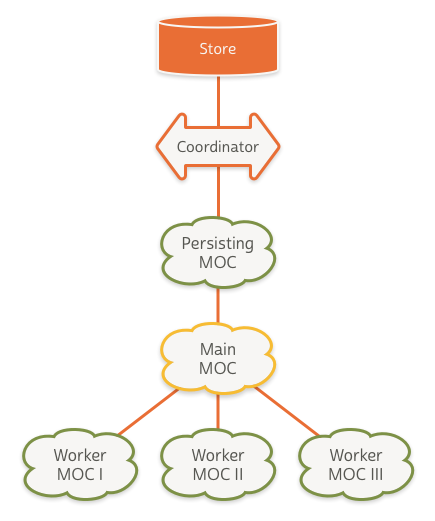 Store
Coordinator
Persisting
MOC
Main
MOC
Worker
MOC I
Worker
MOC II
Worker
MOC III